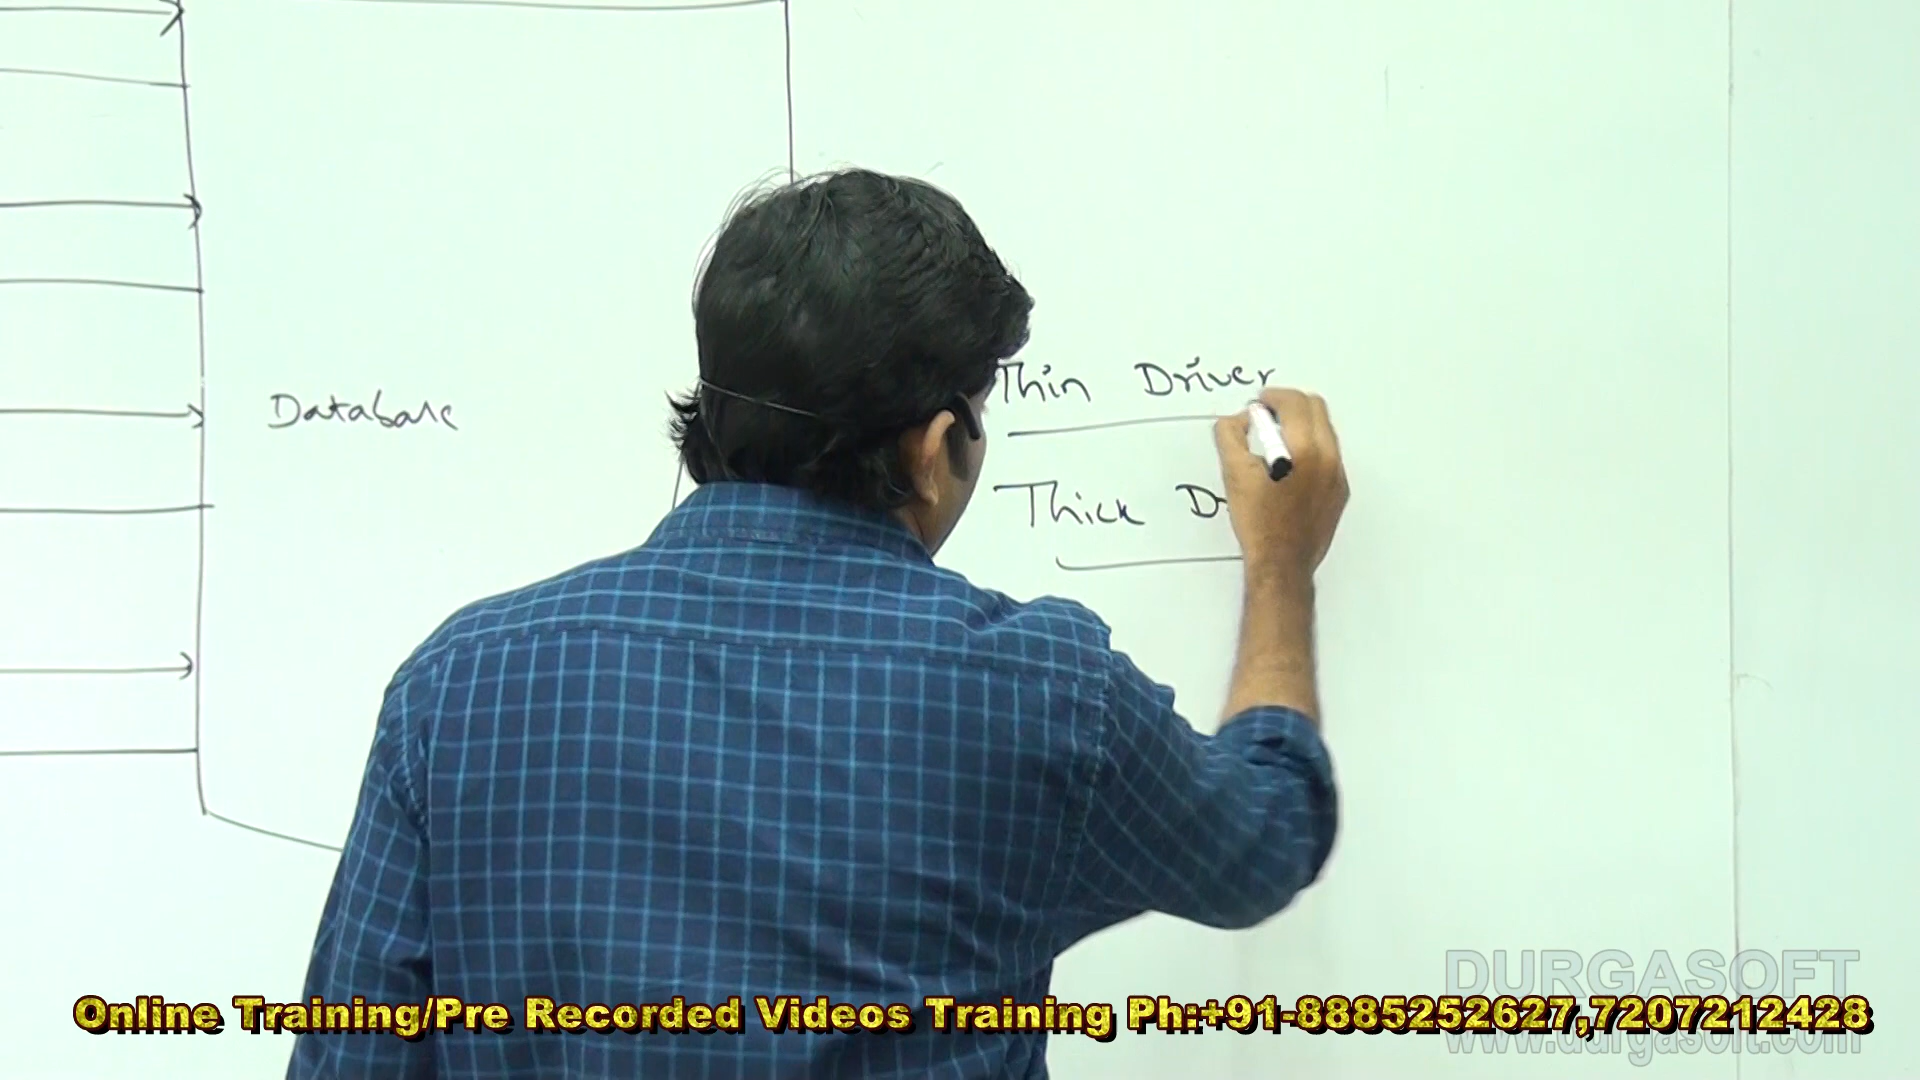 Thin Driver
Database
Thick
DURGASOFT
Online Training/Pre Recorded Videos Training Ph:+91-8885252627,7207212428
www.durgasoft.com